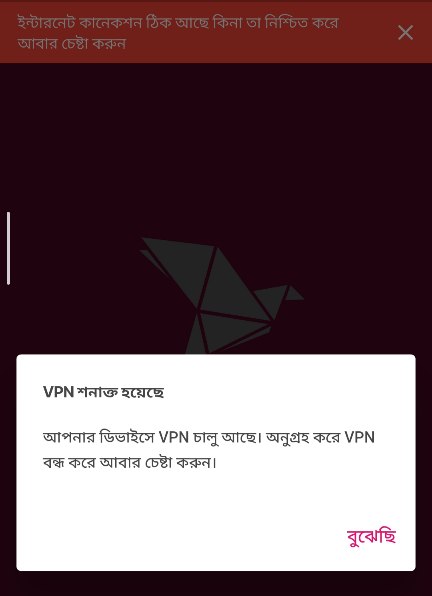 ইন্টারনেট কানেকশন ঠিক আছে কিনা তা নিশ্চিত করে
আবার চেষ্টা করুন
VPN শনাক্ত হয়েছে
আপনার ডিভাইসে VPN চালু আছে। অনুগ্রহ করে VPN
বন্ধ করে আবার চেষ্টা করুন।
বুঝেছি